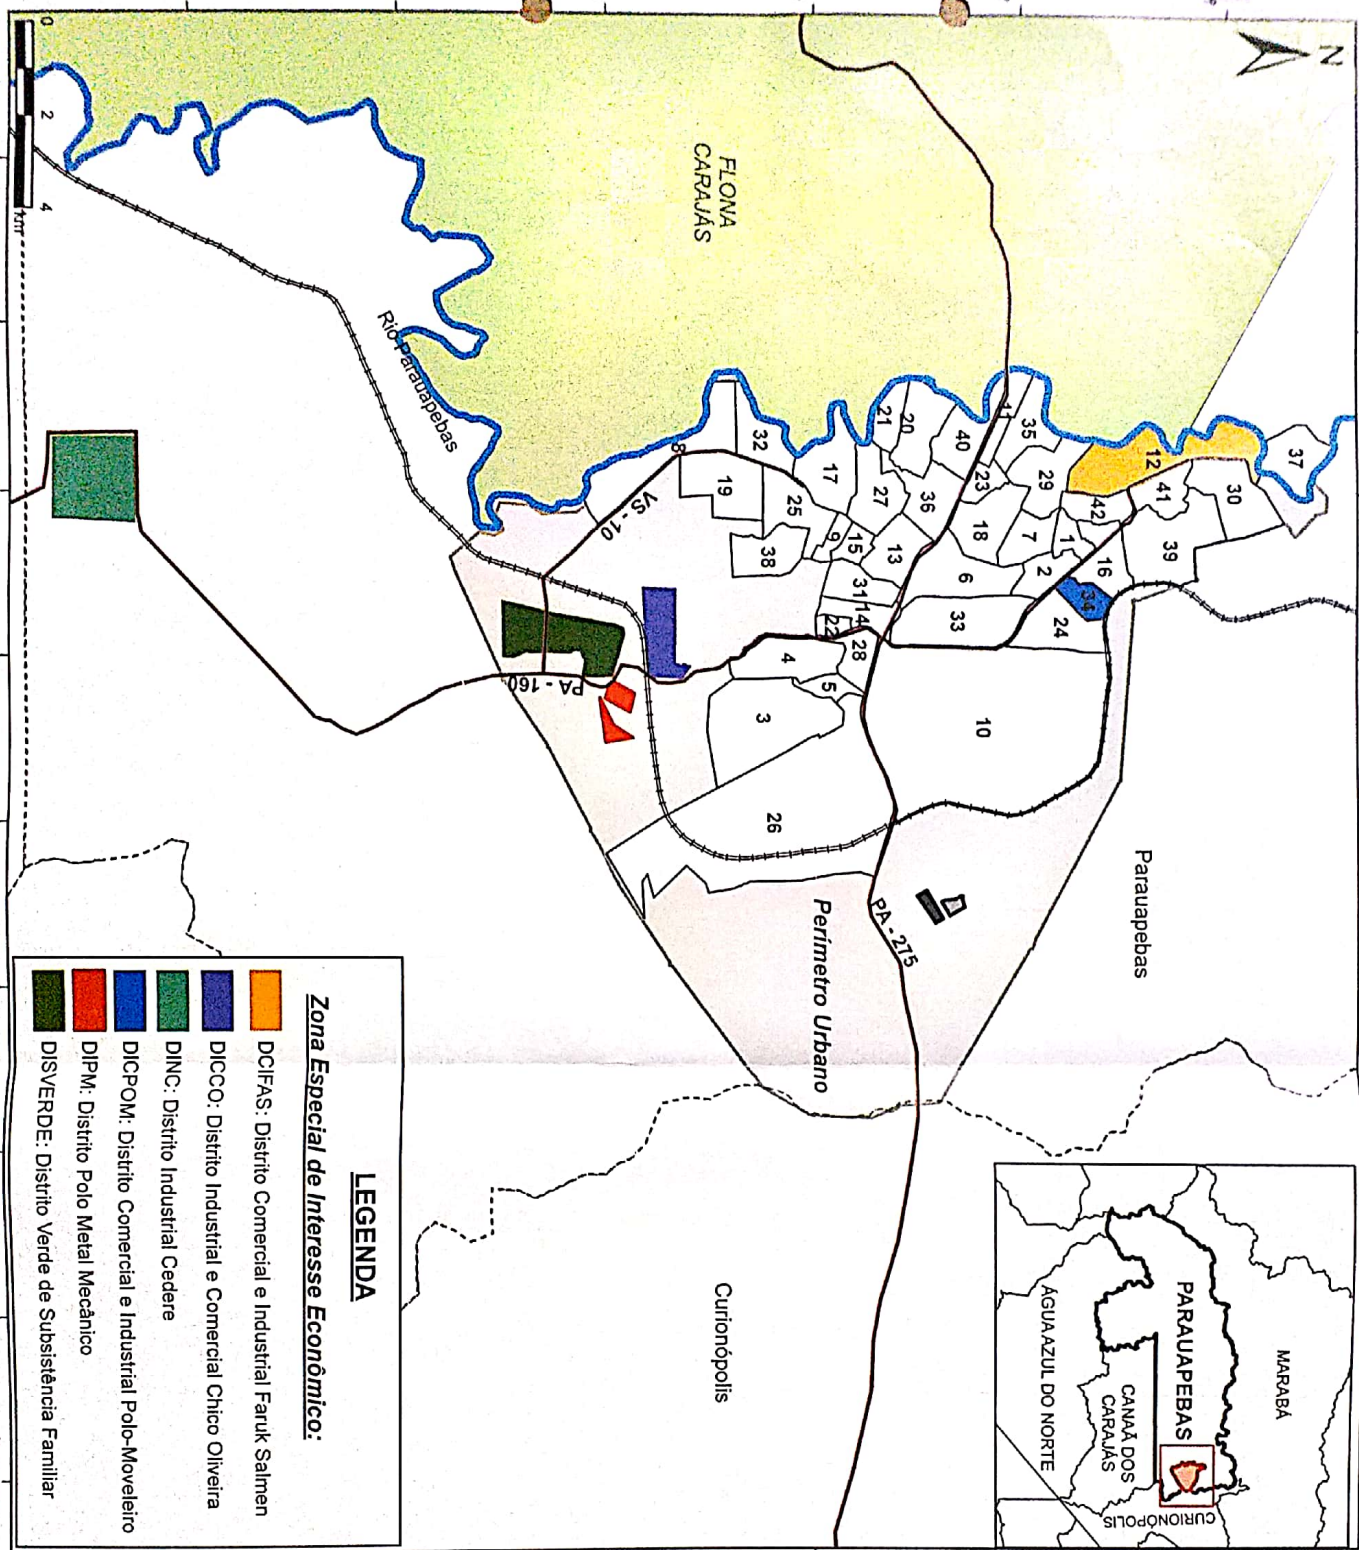 N
FLONA
CARAJÁS
Rio Parauapebas
Parauapebas
Perímetro Urbano
Curionópolis
PA - 275
PA - 160
VS - 10
37
30
12
41
39
42
16
1
34
7
2
24
35
29
11
23
18
6
33
40
20
21
36
27
13
17
15
9
31
14
22
28
32
25
19
38
8
4
5
3
10
26
0
2
4
km
MARABÁ
PARAUAPEBAS
CANAÃ DOS
CARAJÁS
ÁGUA AZUL DO NORTE
CURIONÓPOLIS
LEGENDA
Zona Especial de Interesse Econômico:
DCIFAS: Distrito Comercial e Industrial Faruk Salmen
DICCO: Distrito Industrial e Comercial Chico Oliveira
DINC: Distrito Industrial Cedere
DICPOM: Distrito Comercial e Industrial Polo-Moveleiro
DIPM: Distrito Polo Metal Mecânico
DISVERDE: Distrito Verde de Subsistência Familiar